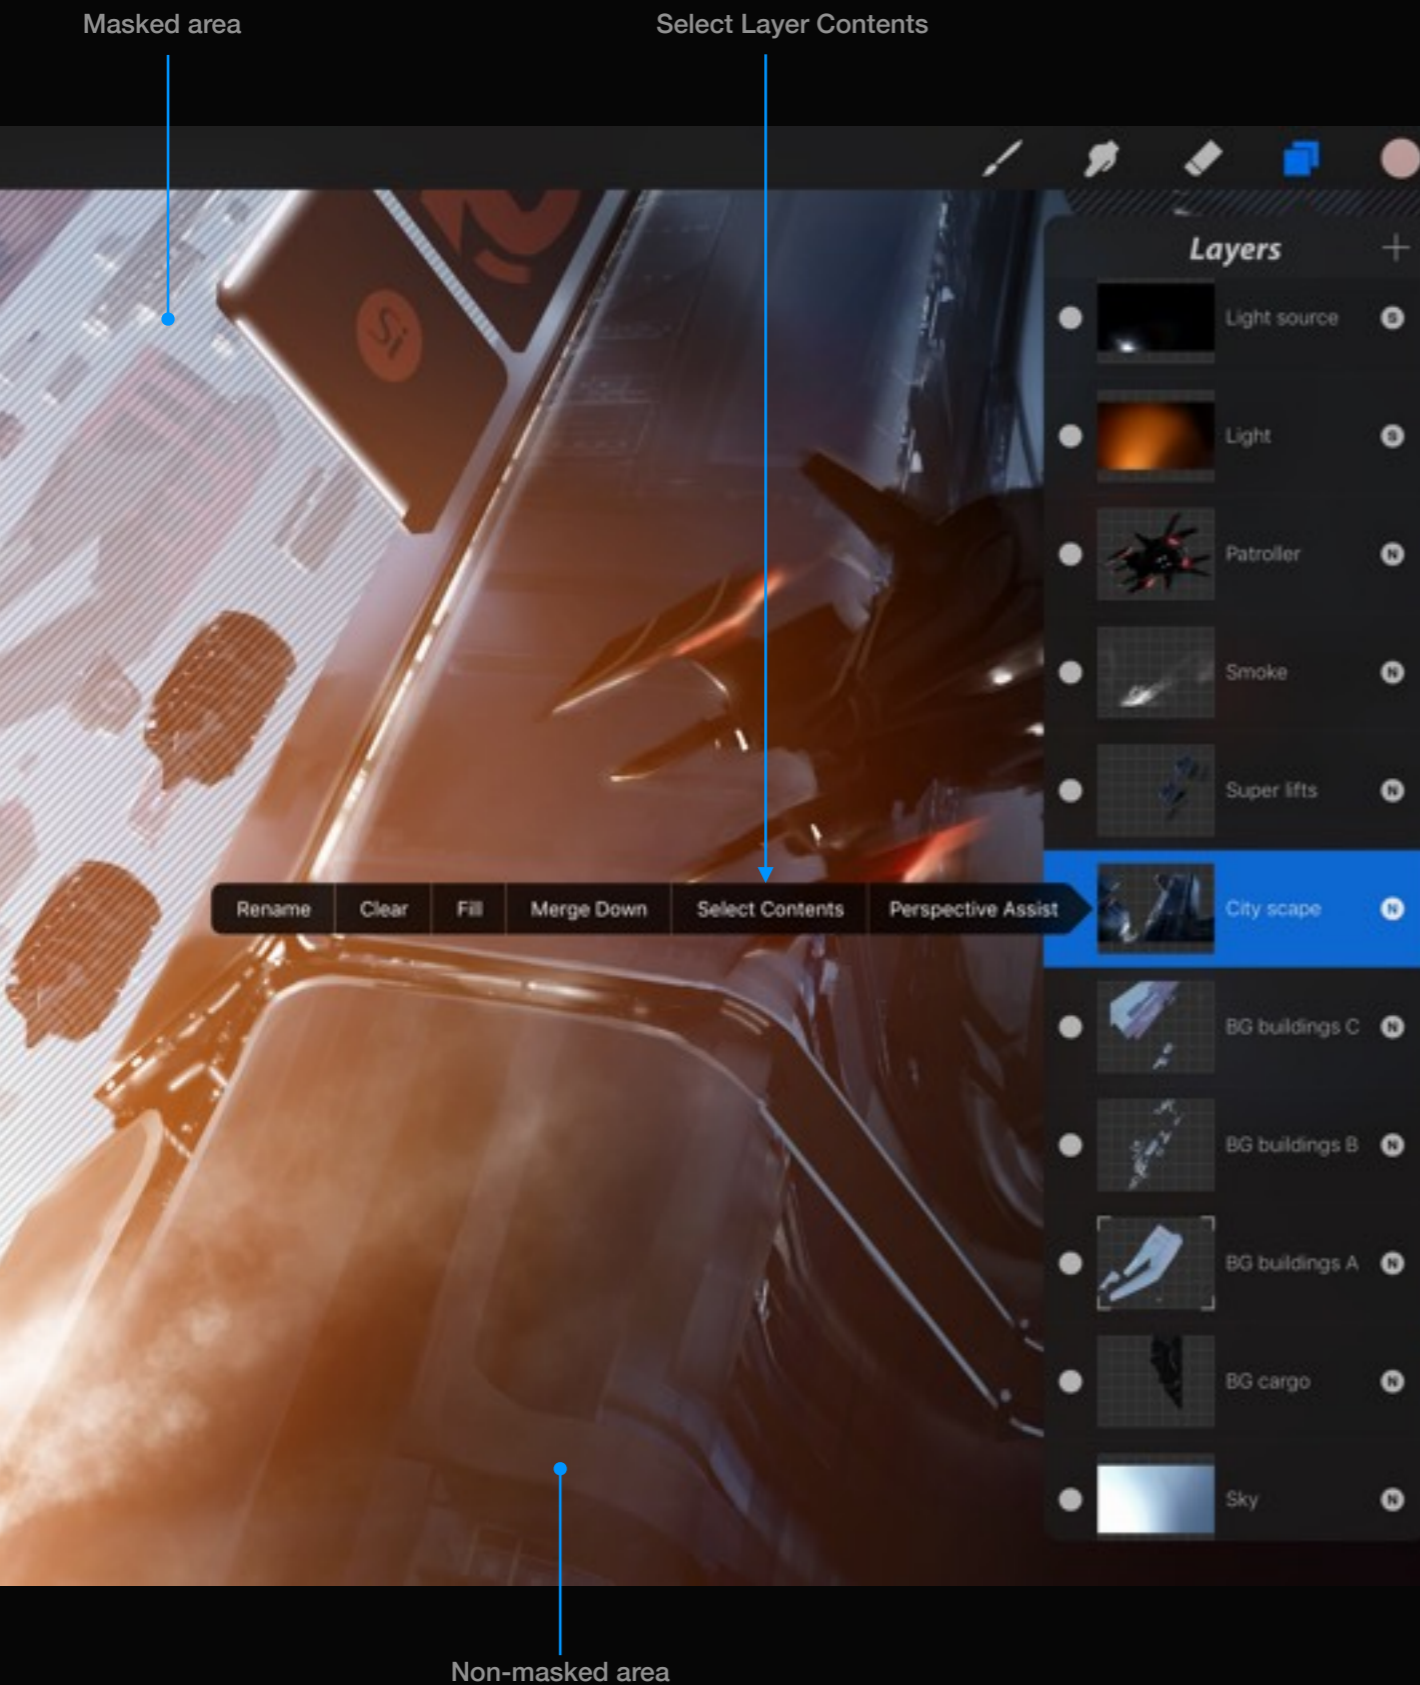 Masked area
Select Layer Contents
Layers
Light source S
Light S
Patroller N
Smoke N
Super lifts N
Rename Clear Fill Merge Down Select Contents Perspective Assist
City scape N
BG buildings C N
BG buildings B N
BG buildings A N
BG cargo N
Sky N
Si
Non-masked area